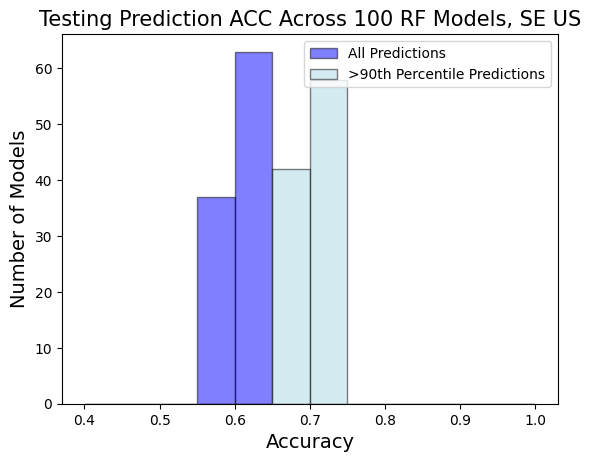 Testing Prediction ACC Across 100 RF Models, SE US
All Predictions
>90th Percentile Predictions
Number of Models
60
50
40
30
20
10
0
0.4 0.5 0.6 0.7 0.8 0.9 1.0
Accuracy